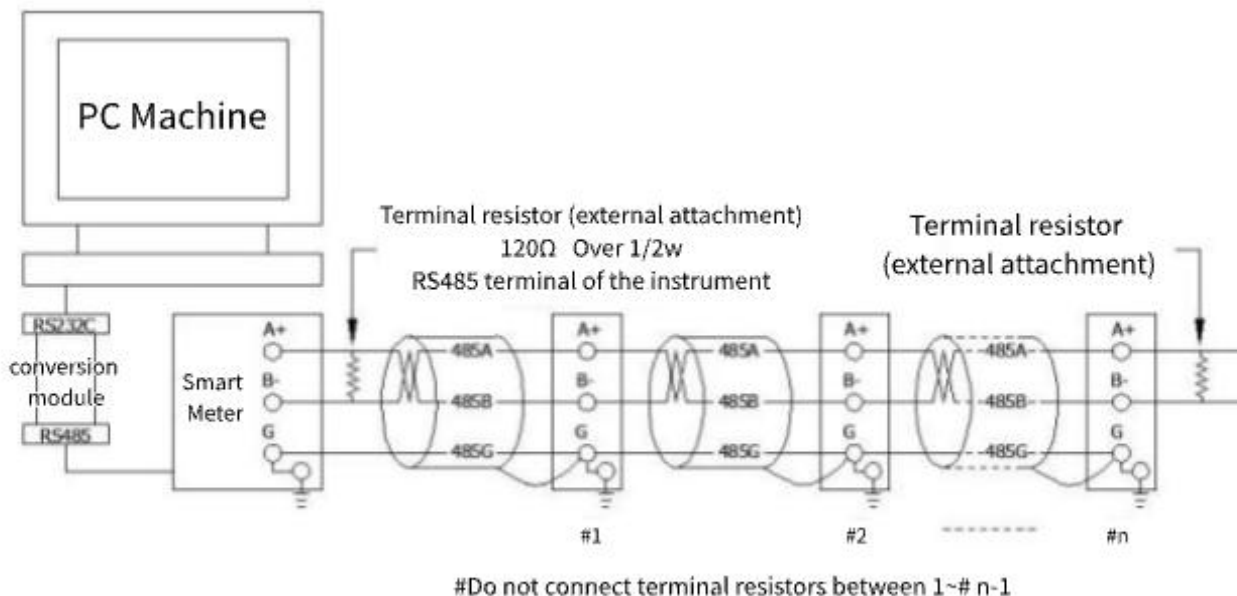 PC Machine
Terminal resistor (external attachment)
120Ω Over 1/2w
RS485 terminal of the instrument
Terminal resistor
(external attachment)
RS232C
conversion
module
RS485
Smart
Meter
A+
B-
G
485A
485B
485G
A+
B-
G
#1
485A
485B
485G
A+
B-
G
#2
485A
485B
485G
A+
B-
G
#n
#Do not connect terminal resistors between 1~# n-1